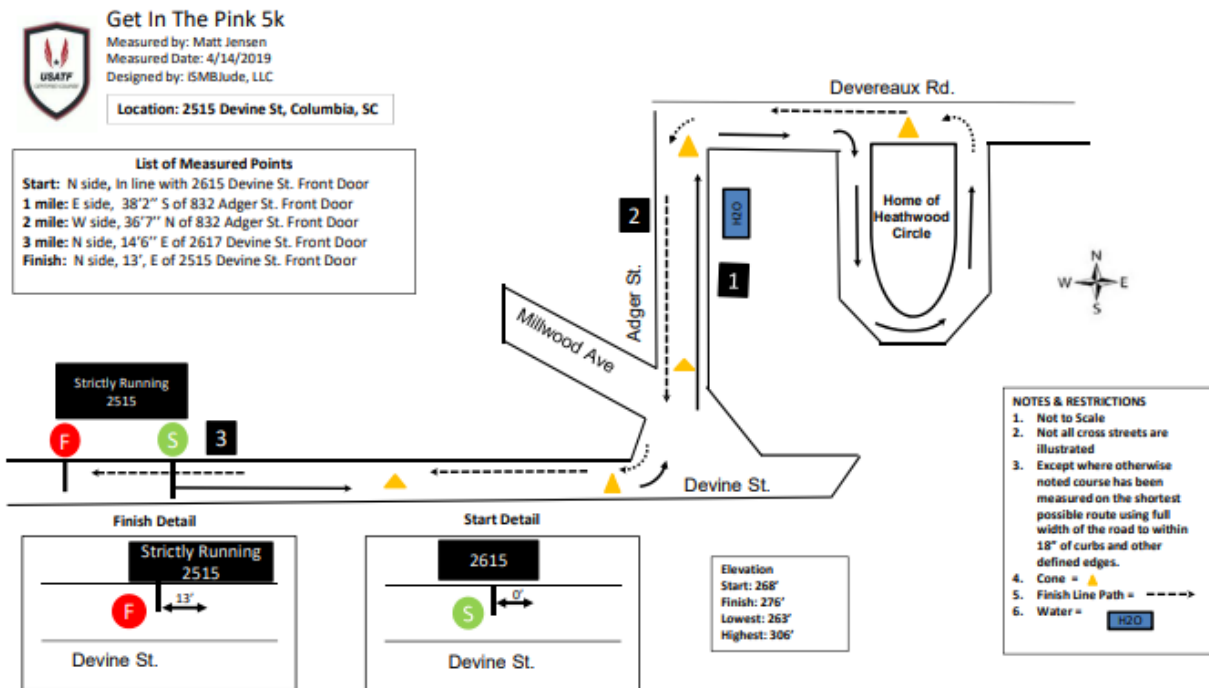 Get In The Pink 5k
Measured by: Matt Jensen
Measured Date: 4/14/2019
Designed by: iSMBJude, LLC
USATF
CERTIFIED COURSE
Location: 2515 Devine St, Columbia, SC
List of Measured Points
Start: N side, In line with 2615 Devine St. Front Door
1 mile: E side, 38'2'' S of 832 Adger St. Front Door
2 mile: W side, 36'7'' N of 832 Adger St. Front Door
3 mile: N side, 14'6'' E of 2617 Devine St. Front Door
Finish: N side, 13', E of 2515 Devine St. Front Door
Devereaux Rd.
Home of
Heathwood
Circle
2
H2O
1
Adger St.
Millwood Ave
N
W E
S
Strictly Running
2515
F
S
3
Devine St.
Finish Detail
Strictly Running
2515
13'
F
Devine St.
Start Detail
2615
0'
S
Devine St.
Elevation
Start: 268'
Finish: 276'
Lowest: 263'
Highest: 306'
NOTES & RESTRICTIONS
1. Not to Scale
2. Not all cross streets are
illustrated
3. Except where otherwise
noted course has been
measured on the shortest
possible route using full
width of the road to within
18" of curbs and other
defined edges.
4. Cone =
5. Finish Line Path =
6. Water =
H2O